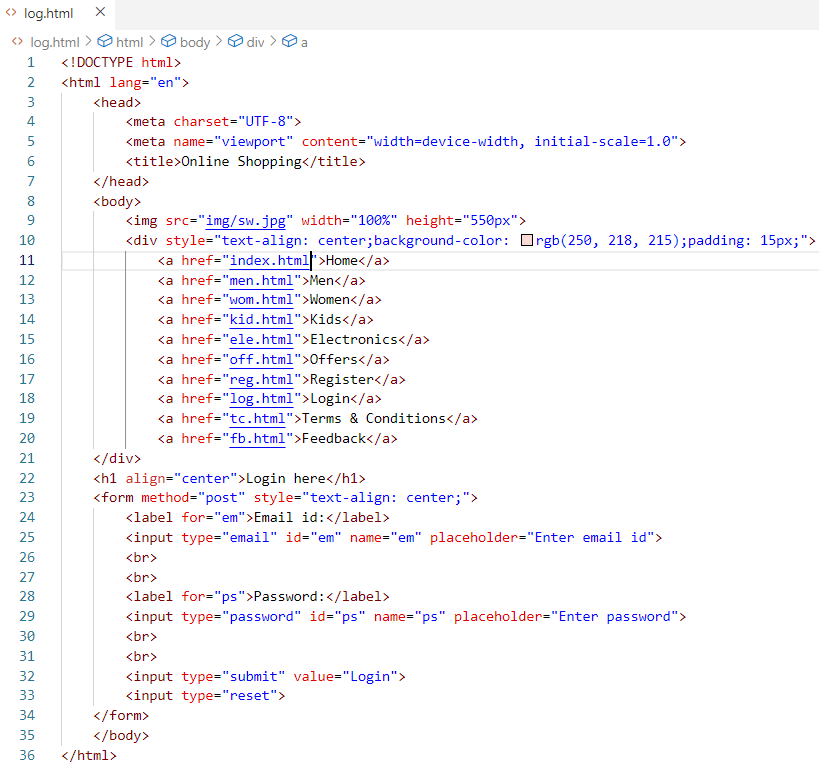 log.html
log.html > html > body > div > a
1 <!DOCTYPE html>
2 <html lang="en">
3 <head>
4 <meta charset="UTF-8">
5 <meta name="viewport" content="width=device-width, initial-scale=1.0">
6 <title>Online Shopping</title>
7 </head>
8 <body>
9 <img src="img/sw.jpg" width="100%" height="550px">
10 <div style="text-align: center;background-color: rgb(250, 218, 215);padding: 15px;">
11 <a href="index.html">Home</a>
12 <a href="men.html">Men</a>
13 <a href="wom.html">Women</a>
14 <a href="kid.html">Kids</a>
15 <a href="ele.html">Electronics</a>
16 <a href="off.html">Offers</a>
17 <a href="reg.html">Register</a>
18 <a href="log.html">Login</a>
19 <a href="tc.html">Terms & Conditions</a>
20 <a href="fb.html">Feedback</a>
21 </div>
22 <h1 align="center">Login here</h1>
23 <form method="post" style="text-align: center;">
24 <label for="em">Email id:</label>
25 <input type="email" id="em" name="em" placeholder="Enter email id">
26 <br>
27 <br>
28 <label for="ps">Password:</label>
29 <input type="password" id="ps" name="ps" placeholder="Enter password">
30 <br>
31 <br>
32 <input type="submit" value="Login">
33 <input type="reset">
34 </form>
35 </body>
36 </html>